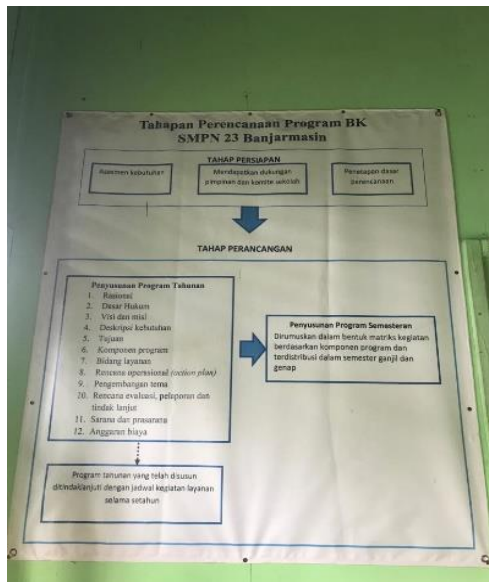 Tahapan Perencanaan Program BK
SMPN 23 Banjarmasin
TAHAP PERSIAPAN
Asesmen kebutuhan
Mendapatkan dukungan
pimpinan dan komite sekolah
Penetapan dasar
perencanaan
TAHAP PERANCANGAN
Penyusunan Program Tahunan
1. Rasional
2. Dasar Hukum
3. Visi dan misi
4. Deskripsi kebutuhan
5. Tujuan
6. Komponen program
7. Bidang layanan
8. Rencana operasional (action plan)
9. Pengembangan tema
10. Rencana evaluasi, pelaporan dan
tindak lanjut
11. Sarana dan prasarana
12. Anggaran biaya
Penyusunan Program Semesteran
Dirumuskan dalam bentuk matriks kegiatan
berdasarkan komponen program dan
terdistribusi dalam semester ganjil dan
genap
Program tahunan yang telah disusun
ditindaklanjuti dengan jadwal kegiatan layanan
selama setahun